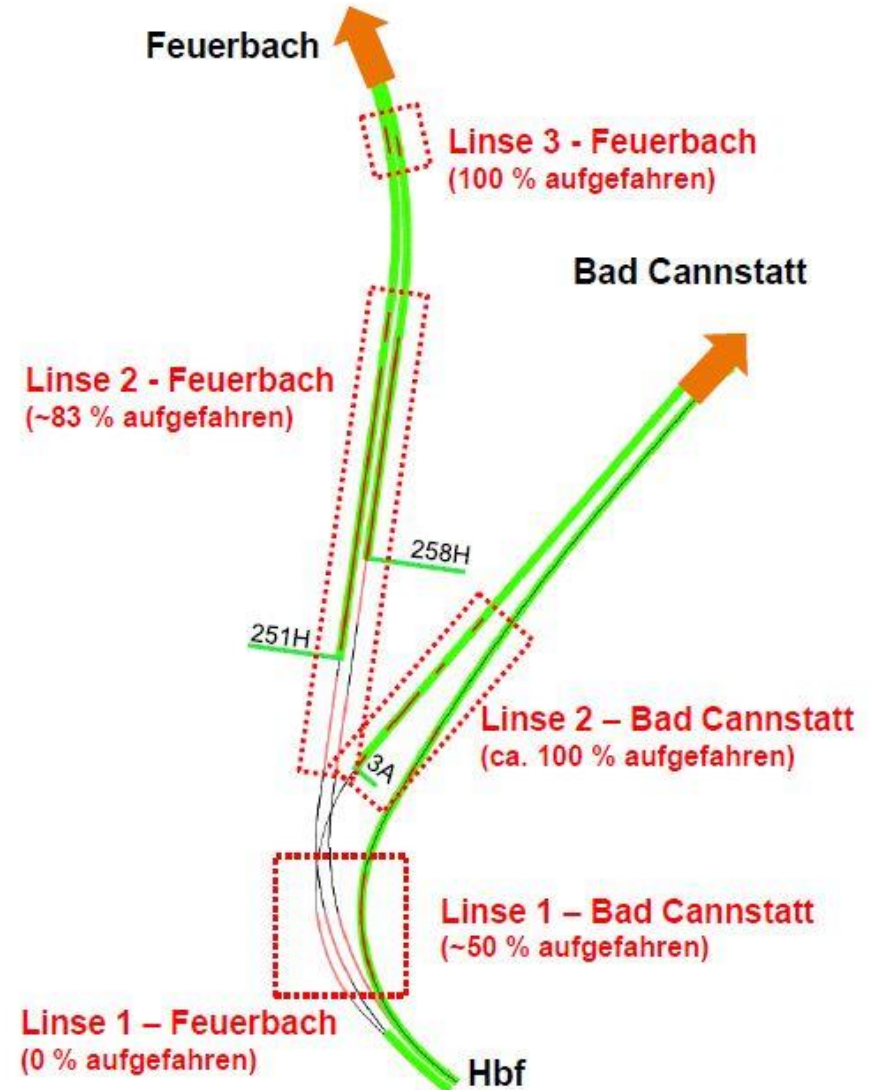 Feuerbach
Linse 3 - Feuerbach
(100 % aufgefahren)
Bad Cannstatt
Linse 2 - Feuerbach
(~83 % aufgefahren)
258H
251H
3A
Linse 2 – Bad Cannstatt
(ca. 100 % aufgefahren)
Linse 1 – Bad Cannstatt
(~50 % aufgefahren)
Linse 1 – Feuerbach
(0 % aufgefahren)
Hbf